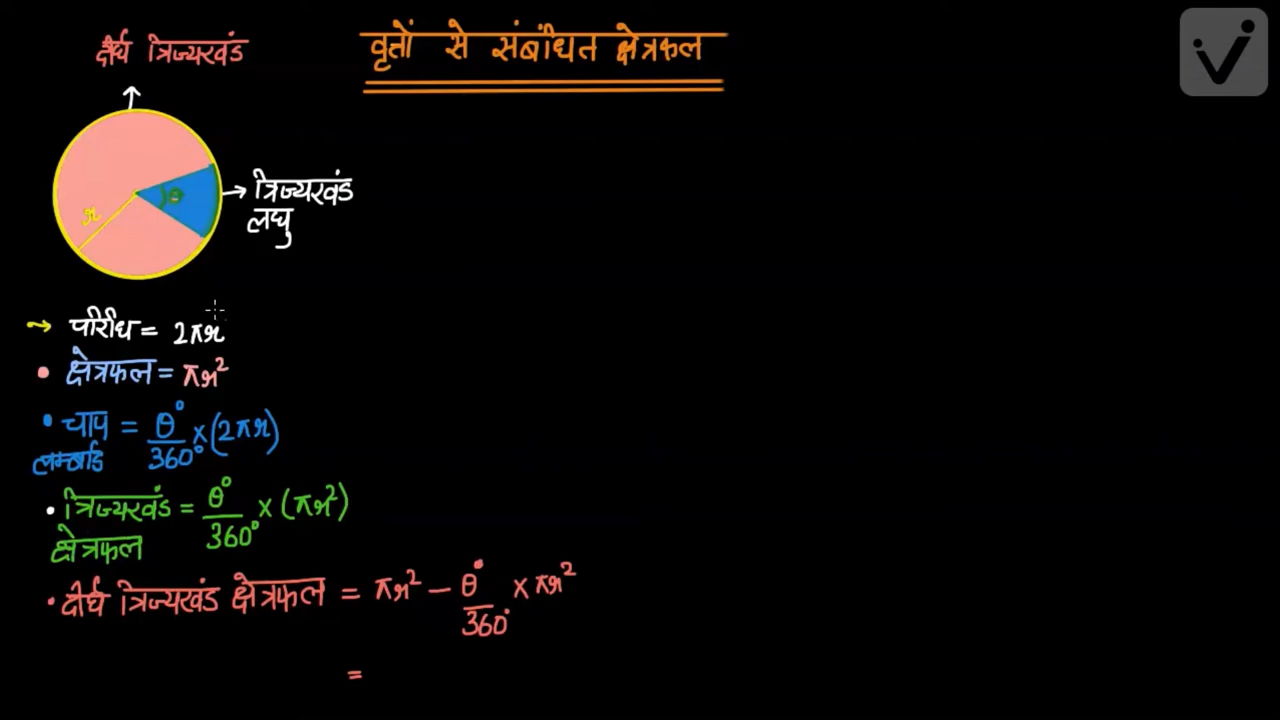 वृतों से संबंधित क्षेत्रफल
दीर्घ त्रिज्यखंड
θ
r
त्रिज्यखंड
लघु
परिधि = 2πr
• क्षेत्रफल = πr²
• चाप = θ°/360° × (2πr)
लम्बाई
• त्रिज्यखंड = θ°/360° × (πr²)
क्षेत्रफल
• दीर्घ त्रिज्यखंड क्षेत्रफल = πr² − θ°/360° × πr²
=